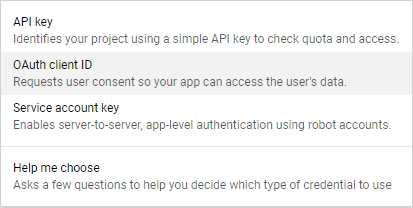 API key
Identifies your project using a simple API key to check quota and access.
OAuth client ID
Requests user consent so your app can access the user's data.
Service account key
Enables server-to-server, app-level authentication using robot accounts.
Help me choose
Asks a few questions to help you decide which type of credential to use